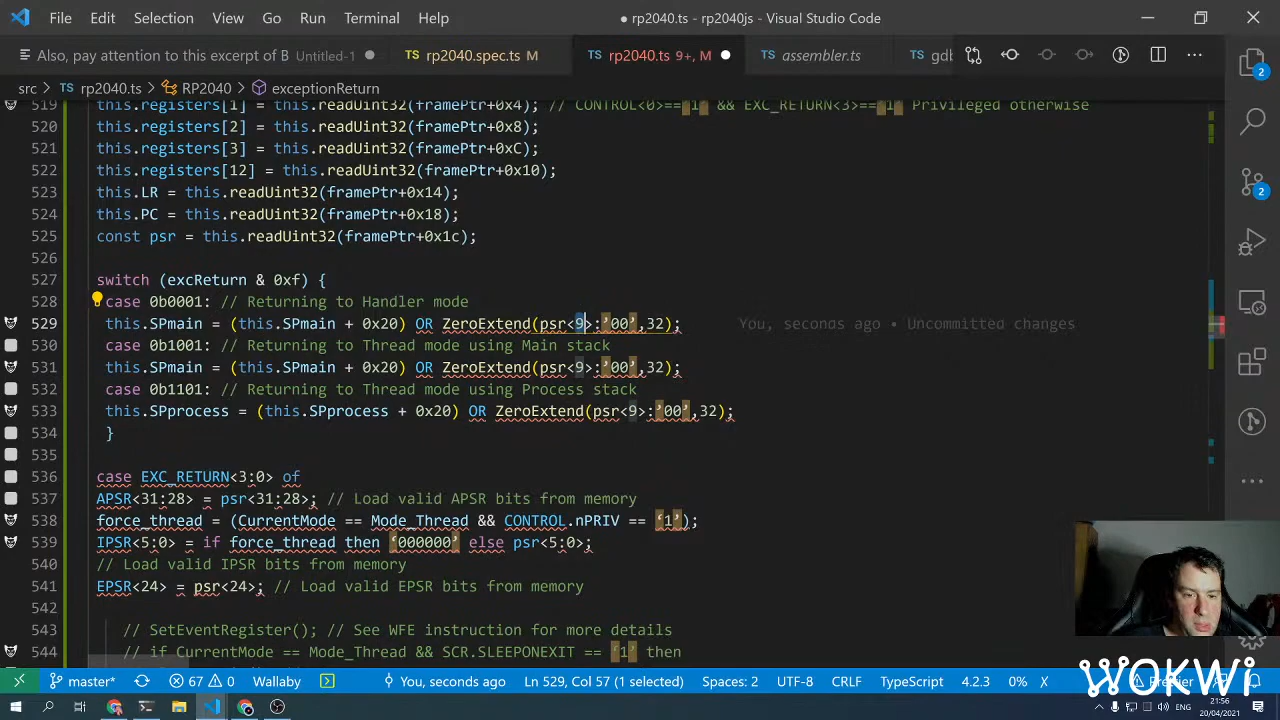 File Edit Selection View Go Run Terminal Help ● rp2040.ts - rp2040js - Visual Studio Code
Also, pay attention to this excerpt of B Untitled-1 TS rp2040.spec.ts M TS rp2040.ts 9+, M TS assembler.ts TS gdb
src > TS rp2040.ts > RP2040 > exceptionReturn
519 this.registers[1] = this.readUint32(framePtr+0x4); // CONTROL<0>==‘1’ && EXC_RETURN<3>==‘1’ Privileged otherwise
520 this.registers[2] = this.readUint32(framePtr+0x8);
521 this.registers[3] = this.readUint32(framePtr+0xC);
522 this.registers[12] = this.readUint32(framePtr+0x10);
523 this.LR = this.readUint32(framePtr+0x14);
524 this.PC = this.readUint32(framePtr+0x18);
525 const psr = this.readUint32(framePtr+0x1c);
526
527 switch (excReturn & 0xf) {
528 case 0b0001: // Returning to Handler mode
529 this.SPmain = (this.SPmain + 0x20) OR ZeroExtend(psr<9>:’00’,32); You, seconds ago • Uncommitted changes
530 case 0b1001: // Returning to Thread mode using Main stack
531 this.SPmain = (this.SPmain + 0x20) OR ZeroExtend(psr<9>:’00’,32);
532 case 0b1101: // Returning to Thread mode using Process stack
533 this.SPprocess = (this.SPprocess + 0x20) OR ZeroExtend(psr<9>:’00’,32);
534 }
535
536 case EXC_RETURN<3:0> of
537 APSR<31:28> = psr<31:28>; // Load valid APSR bits from memory
538 force_thread = (CurrentMode == Mode_Thread && CONTROL.nPRIV == ‘1’);
539 IPSR<5:0> = if force_thread then ‘000000’ else psr<5:0>;
540 // Load valid IPSR bits from memory
541 EPSR<24> = psr<24>; // Load valid EPSR bits from memory
542
543 // SetEventRegister(); // See WFE instruction for more details
544 // if CurrentMode == Mode_Thread && SCR.SLEEPONEXIT == ‘1’ then
2
2
WOKWI
master* 67 0 Wallaby You, seconds ago Ln 529, Col 57 (1 selected) Spaces: 2 UTF-8 CRLF TypeScript 4.2.3 0% X Prettier
ENG 21:56
20/04/2021